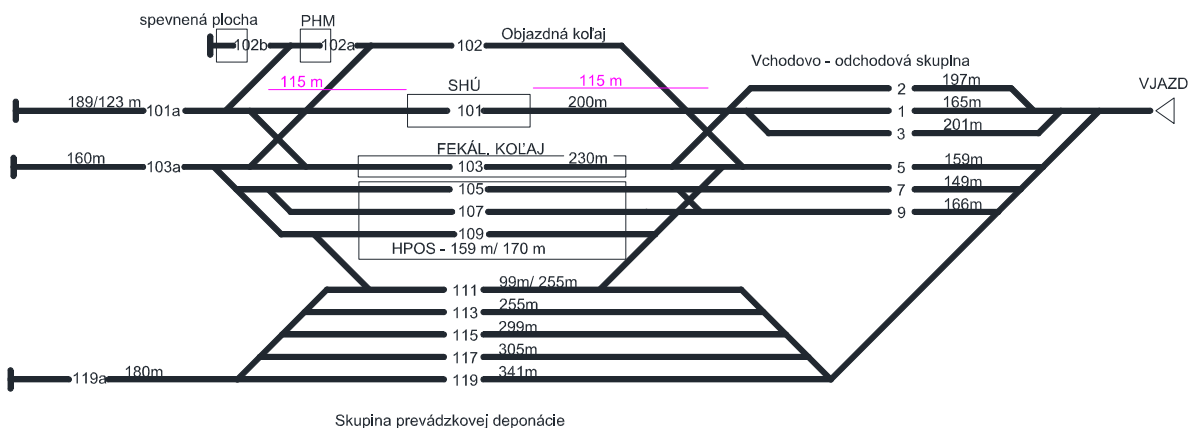 spevnená plocha
PHM
102b
102a
102
Objazdná koľaj
Vchodovo - odchodová skupina
115 m
115 m
SHÚ
2
197m
VJAZD
189/123 m
101a
101
200m
1
165m
3
201m
FEKÁL. KOĽAJ
160m
103a
103
230m
5
159m
105
7
149m
107
9
166m
109
HPOS - 159 m/ 170 m
111
99m/ 255m
113
255m
115
299m
117
305m
119a
180m
119
341m
Skupina prevádzkovej deponácie